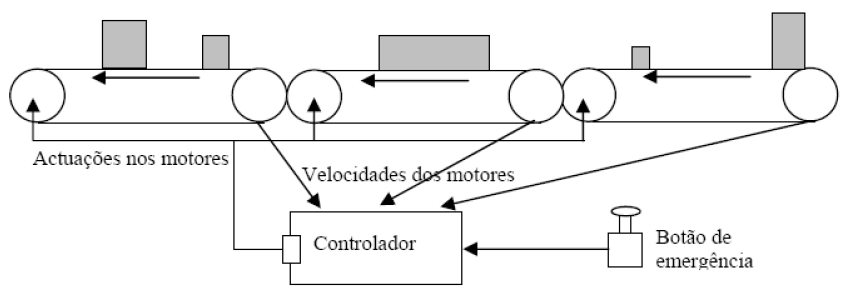 Actuações nos motores
Velocidades dos motores
Controlador
Botão de
emergência